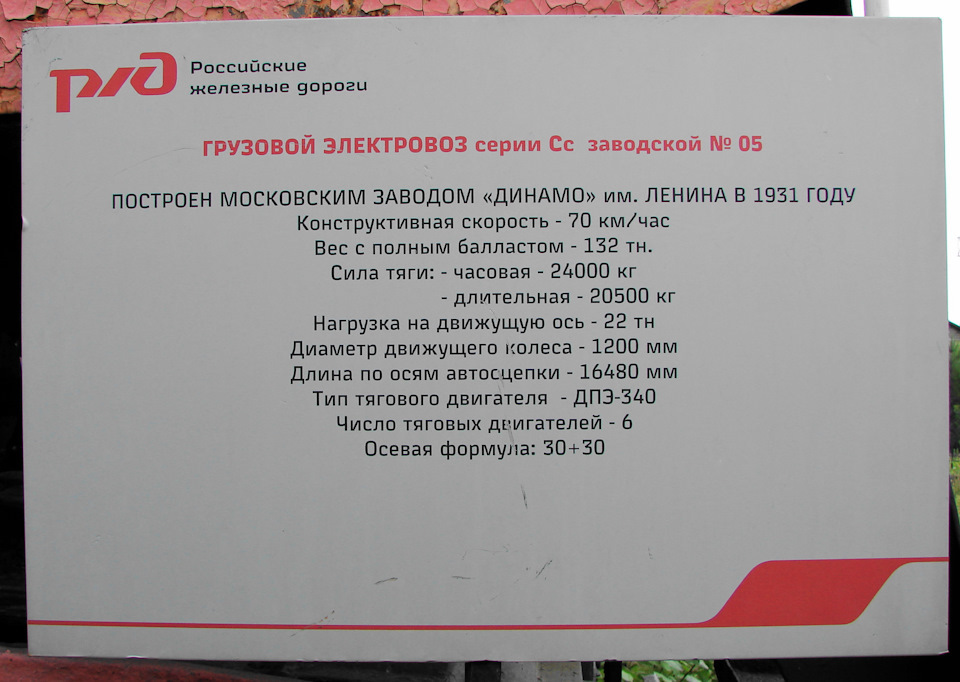 РЖД
Российские
железные дороги
ГРУЗОВОЙ ЭЛЕКТРОВОЗ серии Сс заводской № 05
ПОСТРОЕН МОСКОВСКИМ ЗАВОДОМ «ДИНАМО» им. ЛЕНИНА В 1931 ГОДУ
Конструктивная скорость - 70 км/час
Вес с полным балластом - 132 тн.
Сила тяги: - часовая - 24000 кг
- длительная - 20500 кг
Нагрузка на движущую ось - 22 тн
Диаметр движущего колеса - 1200 мм
Длина по осям автосцепки - 16480 мм
Тип тягового двигателя - ДПЭ-340
Число тяговых двигателей - 6
Осевая формула: 30+30